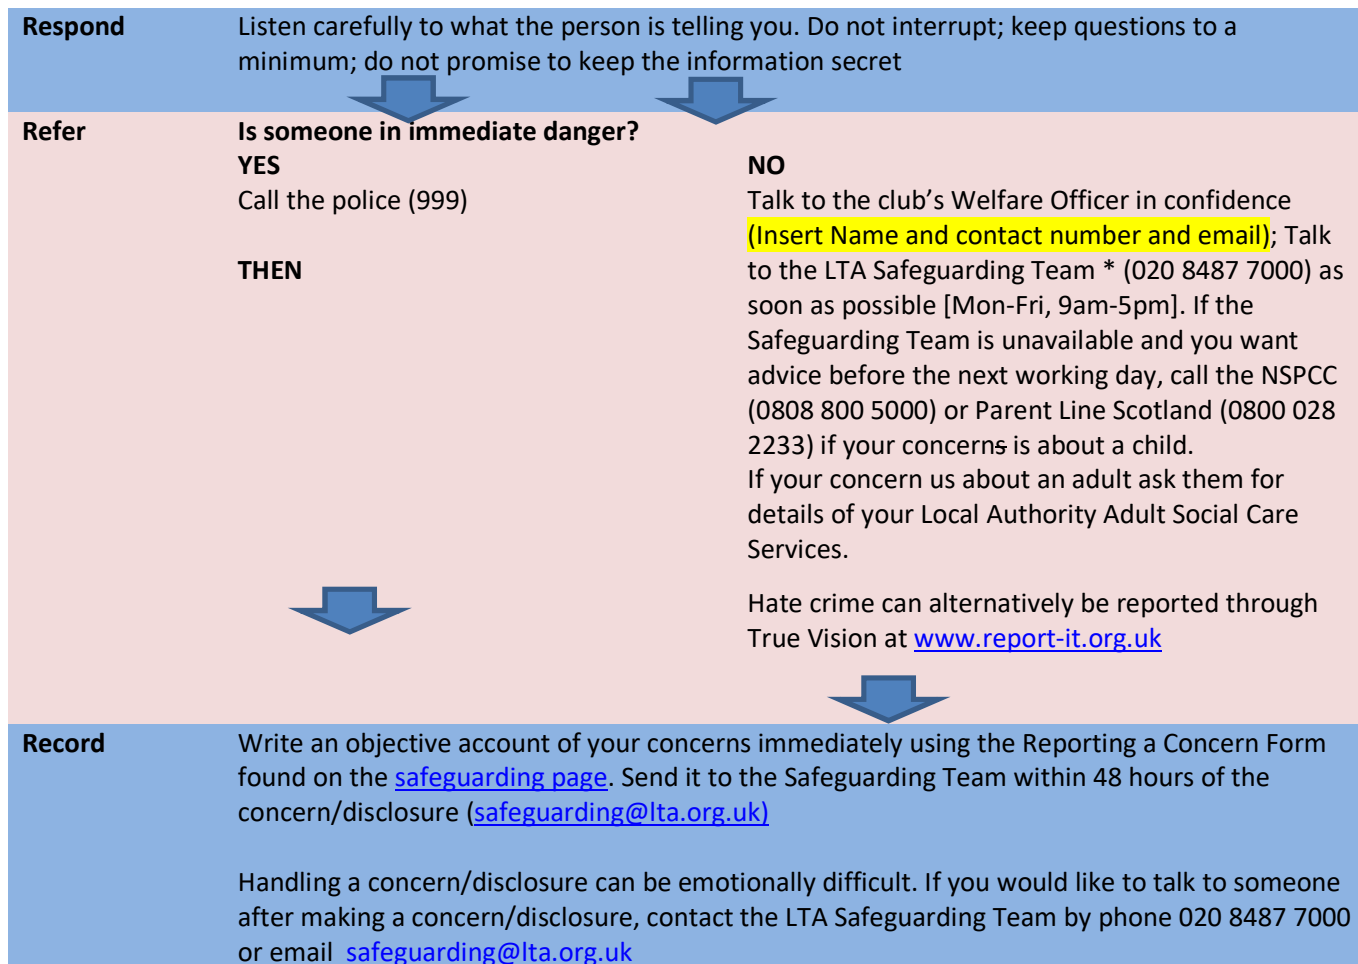 Respond
Listen carefully to what the person is telling you. Do not interrupt; keep questions to a
minimum; do not promise to keep the information secret
Refer
Is someone in immediate danger?
YES
Call the police (999)
THEN
NO
Talk to the club’s Welfare Officer in confidence
(Insert Name and contact number and email); Talk
to the LTA Safeguarding Team * (020 8487 7000) as
soon as possible [Mon-Fri, 9am-5pm]. If the
Safeguarding Team is unavailable and you want
advice before the next working day, call the NSPCC
(0808 800 5000) or Parent Line Scotland (0800 028
2233) if your concerns is about a child.
If your concern us about an adult ask them for
details of your Local Authority Adult Social Care
Services.
Hate crime can alternatively be reported through
True Vision at www.report-it.org.uk
Record
Write an objective account of your concerns immediately using the Reporting a Concern Form
found on the safeguarding page. Send it to the Safeguarding Team within 48 hours of the
concern/disclosure (safeguarding@lta.org.uk)
Handling a concern/disclosure can be emotionally difficult. If you would like to talk to someone
after making a concern/disclosure, contact the LTA Safeguarding Team by phone 020 8487 7000
or email safeguarding@lta.org.uk